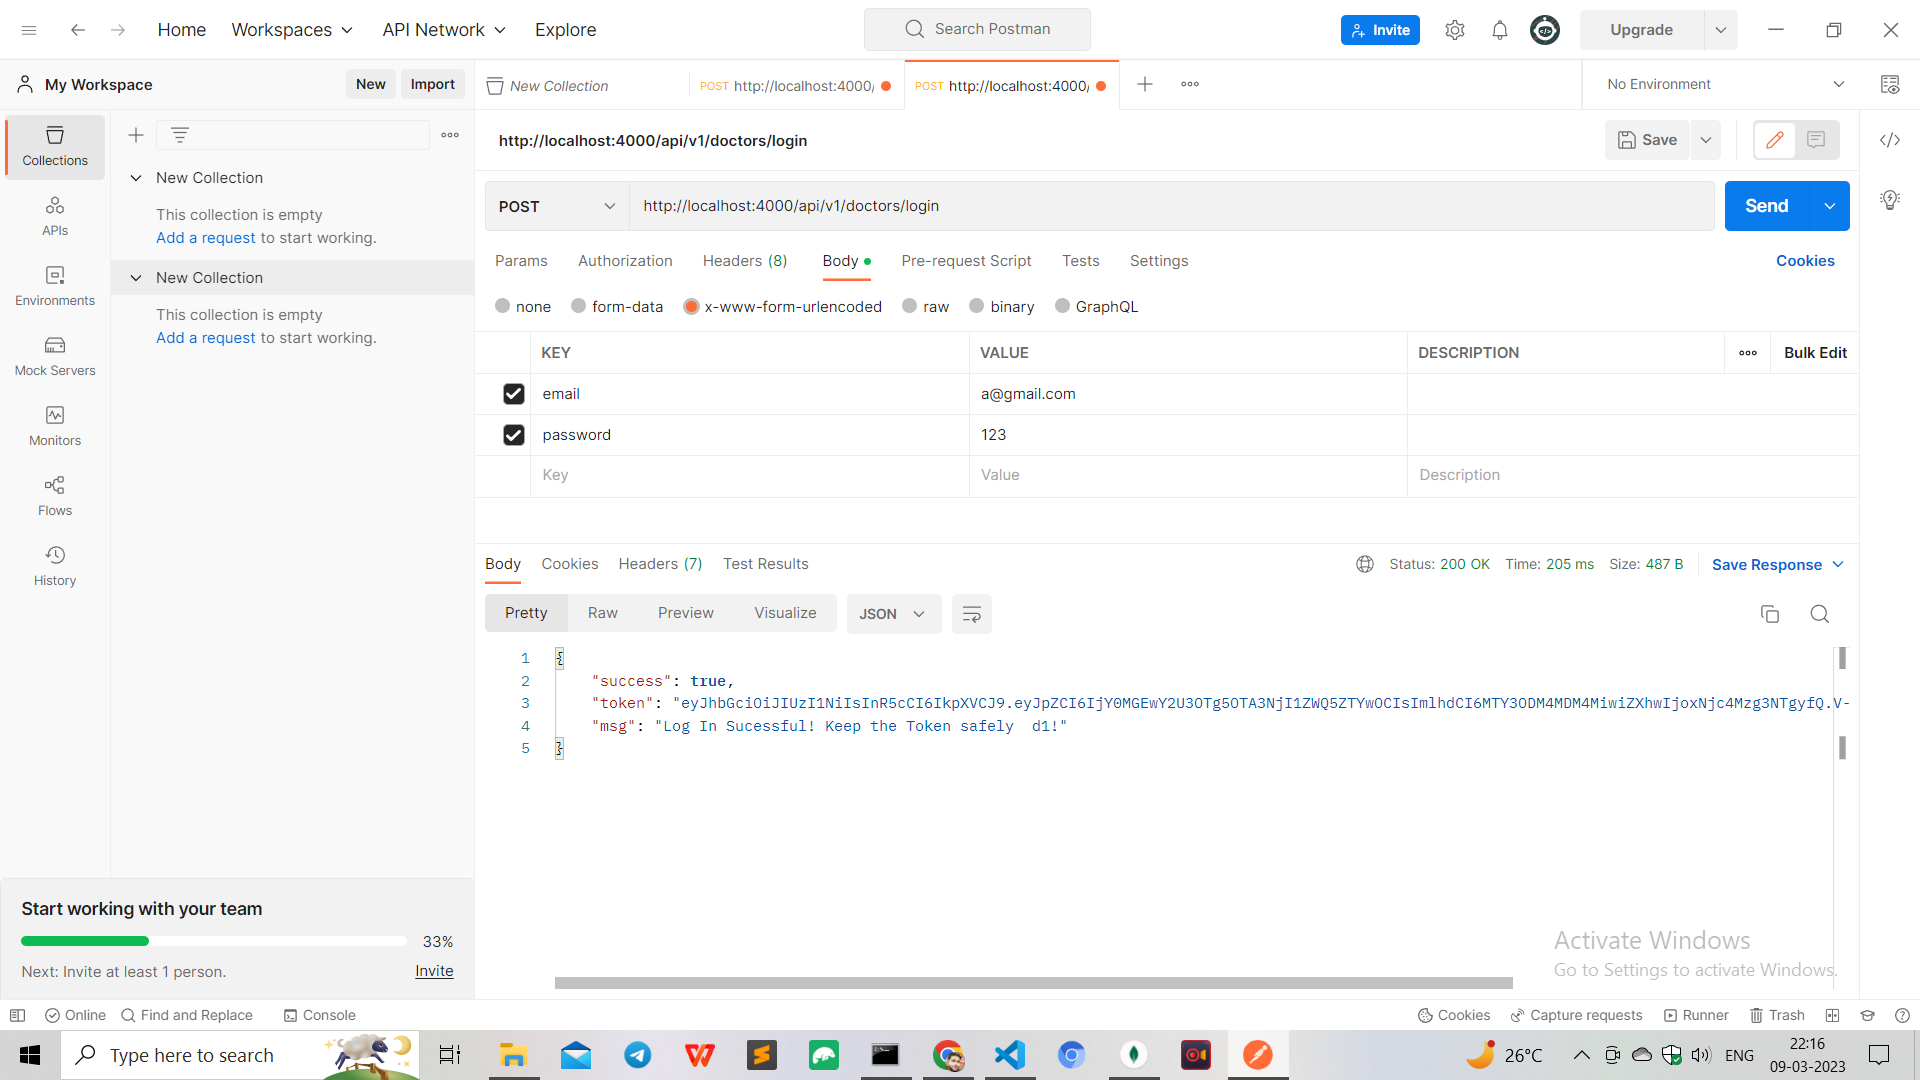 Home Workspaces API Network Explore Search Postman Invite Upgrade
My Workspace New Import New Collection POST http://localhost:4000/ POST http://localhost:4000/ No Environment
Collections
APIs
Environments
Mock Servers
Monitors
Flows
History
New Collection
This collection is empty
Add a request to start working.
New Collection
This collection is empty
Add a request to start working.
http://localhost:4000/api/v1/doctors/login Save
POST http://localhost:4000/api/v1/doctors/login Send
Params Authorization Headers (8) Body Pre-request Script Tests Settings Cookies
none form-data x-www-form-urlencoded raw binary GraphQL
KEY VALUE DESCRIPTION Bulk Edit
email a@gmail.com
password 123
Key Value Description
Body Cookies Headers (7) Test Results Status: 200 OK Time: 205 ms Size: 487 B Save Response
Pretty Raw Preview Visualize JSON
1 {
2 "success": true,
3 "token": "eyJhbGciOiJIUzI1NiIsInR5cCI6IkpXVCJ9.eyJpZCI6IjY0MGEwY2U3OTg5OTA3NjI1ZWQ5ZTYwOCIsImlhdCI6MTY3ODM4MDM4MiwiZXhwIjoxNjc4Mzg3NTgyfQ.V-
4 "msg": "Log In Sucessful! Keep the Token safely  d1!"
5 }
Start working with your team
33%
Next: Invite at least 1 person. Invite
Activate Windows
Go to Settings to activate Windows.
Online Find and Replace Console Cookies Capture requests Runner Trash
Type here to search 26°C ENG 22:16
09-03-2023